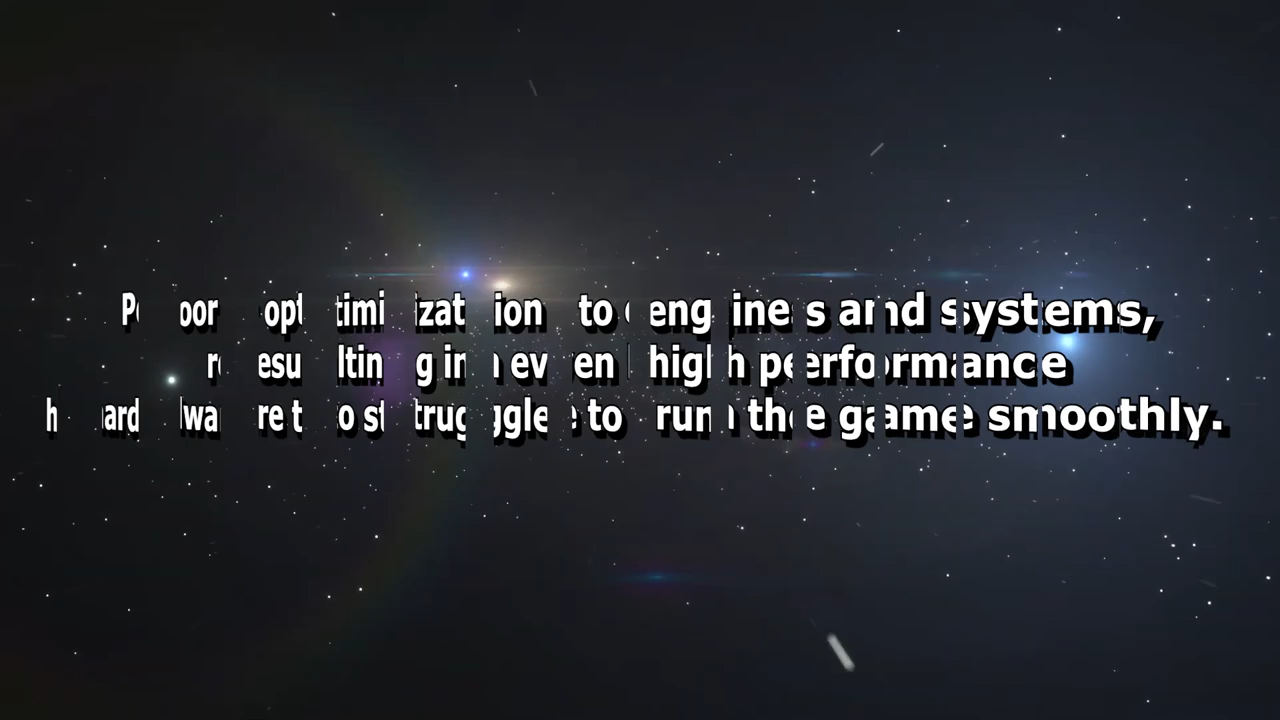 Poor optimization to engines and systems,
resulting in even high performance
hardware to struggle to run the game smoothly.